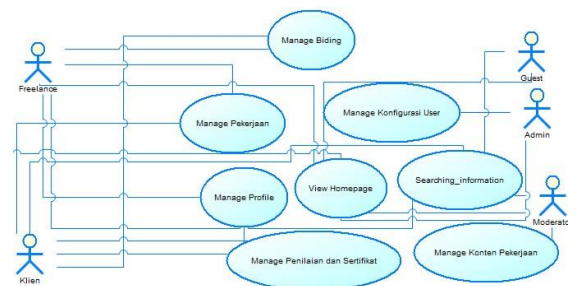 Manage Biding
Freelance
Guest
Manage Konfigurasi User
Manage Pekerjaan
Admin
Manage Profile
View Homepage
Searching_information
Moderato
Manage Penilaian dan Sertifikat
Manage Konten Pekerjaan
Klien